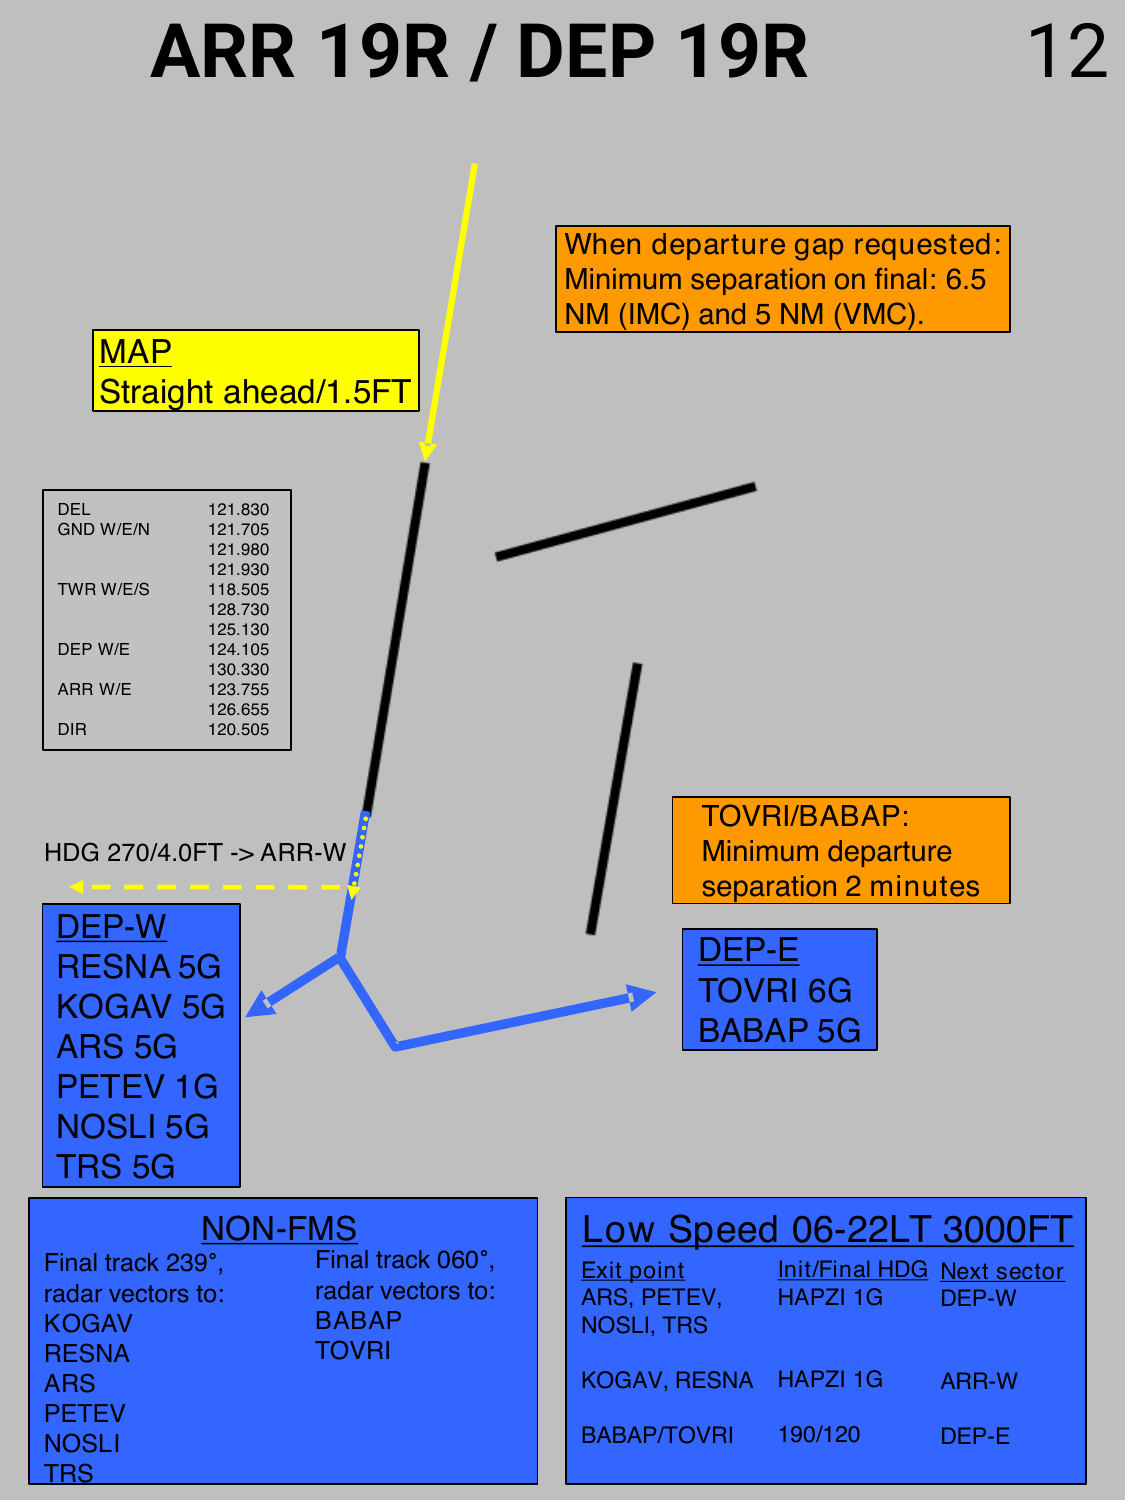 ARR 19R / DEP 19R
12
When departure gap requested:
Minimum separation on final: 6.5
NM (IMC) and 5 NM (VMC).
MAP
Straight ahead/1.5FT
DEL 121.830
GND W/E/N 121.705
121.980
121.930
TWR W/E/S 118.505
128.730
125.130
DEP W/E 124.105
130.330
ARR W/E 123.755
126.655
DIR 120.505
HDG 270/4.0FT -> ARR-W
TOVRI/BABAP:
Minimum departure
separation 2 minutes
DEP-W
RESNA 5G
KOGAV 5G
ARS 5G
PETEV 1G
NOSLI 5G
TRS 5G
DEP-E
TOVRI 6G
BABAP 5G
NON-FMS
Final track 239°,
radar vectors to:
KOGAV
RESNA
ARS
PETEV
NOSLI
TRS
Final track 060°,
radar vectors to:
BABAP
TOVRI
Low Speed 06-22LT 3000FT
Exit point Init/Final HDG Next sector
ARS, PETEV, HAPZI 1G DEP-W
NOSLI, TRS
KOGAV, RESNA HAPZI 1G ARR-W
BABAP/TOVRI 190/120 DEP-E